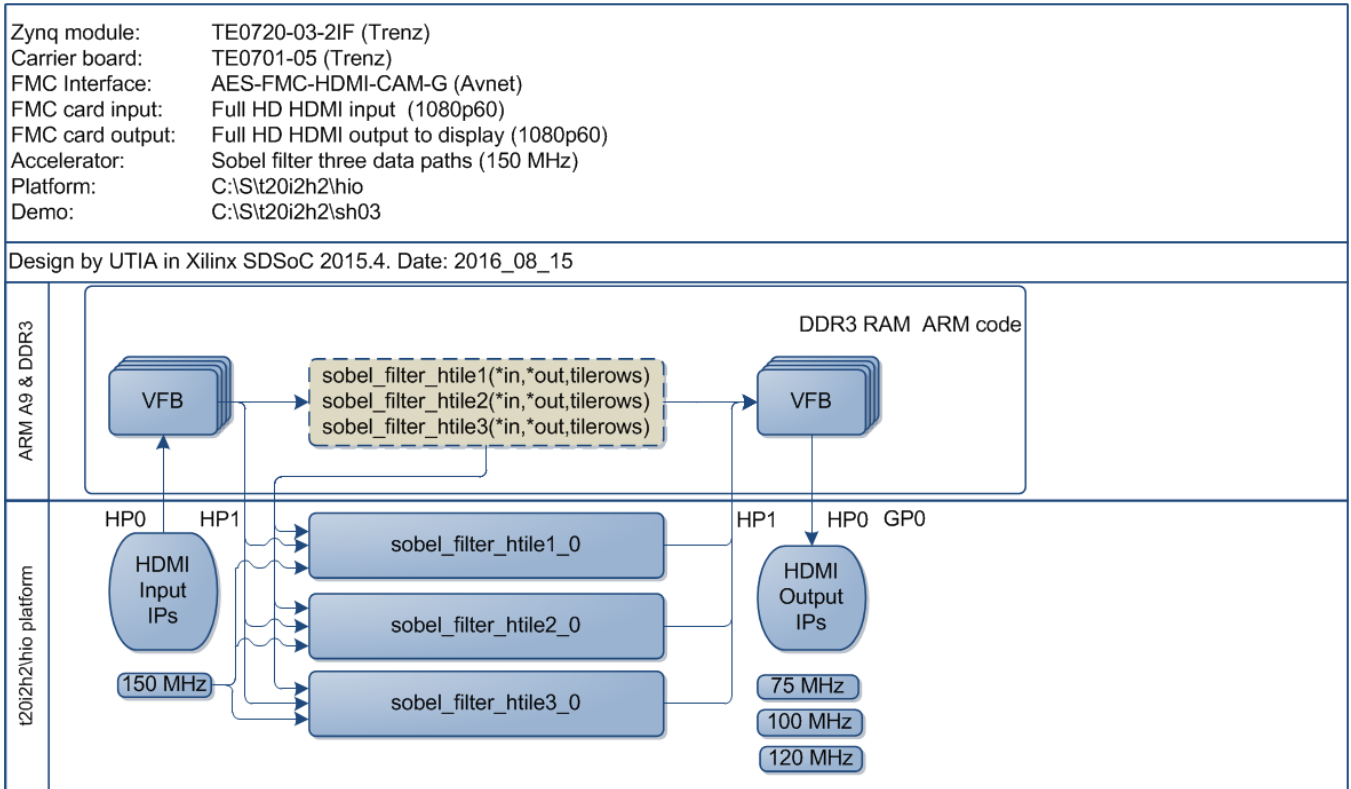 Zynq module: TE0720-03-2IF (Trenz)
Carrier board: TE0701-05 (Trenz)
FMC Interface: AES-FMC-HDMI-CAM-G (Avnet)
FMC card input: Full HD HDMI input (1080p60)
FMC card output: Full HD HDMI output to display (1080p60)
Accelerator: Sobel filter three data paths (150 MHz)
Platform: C:\S\t20i2h2\hio
Demo: C:\S\t20i2h2\sh03
Design by UTIA in Xilinx SDSoC 2015.4. Date: 2016_08_15
ARM A9 & DDR3
DDR3 RAM ARM code
VFB
sobel_filter_htile1(*in,*out,tilerows)
sobel_filter_htile2(*in,*out,tilerows)
sobel_filter_htile3(*in,*out,tilerows)
VFB
t20i2h2\hio platform
HP0
HP1
HP1
HP0
GP0
HDMI
Input
IPs
150 MHz
sobel_filter_htile1_0
sobel_filter_htile2_0
sobel_filter_htile3_0
HDMI
Output
IPs
75 MHz
100 MHz
120 MHz